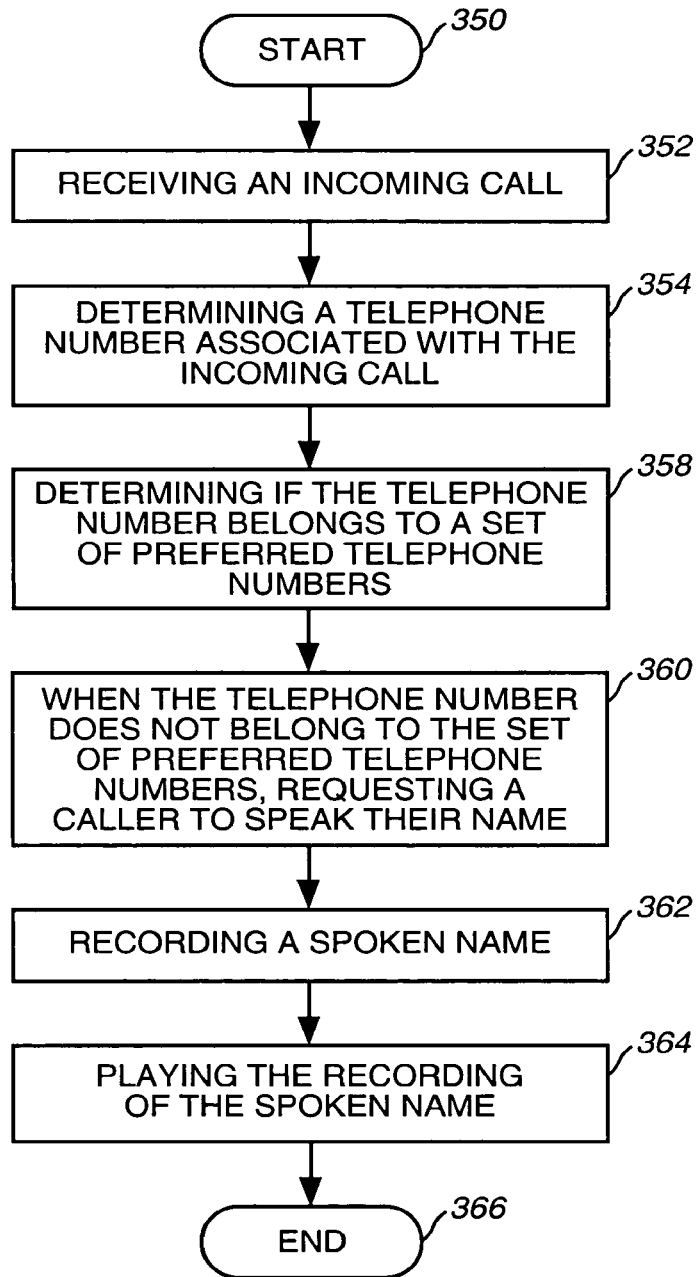 350
START
352
RECEIVING AN INCOMING CALL
354
DETERMINING A TELEPHONE
NUMBER ASSOCIATED WITH THE
INCOMING CALL
358
DETERMINING IF THE TELEPHONE
NUMBER BELONGS TO A SET
OF PREFERRED TELEPHONE
NUMBERS
360
WHEN THE TELEPHONE NUMBER
DOES NOT BELONG TO THE SET
OF PREFERRED TELEPHONE
NUMBERS, REQUESTING A
CALLER TO SPEAK THEIR NAME
362
RECORDING A SPOKEN NAME
364
PLAYING THE RECORDING
OF THE SPOKEN NAME
366
END